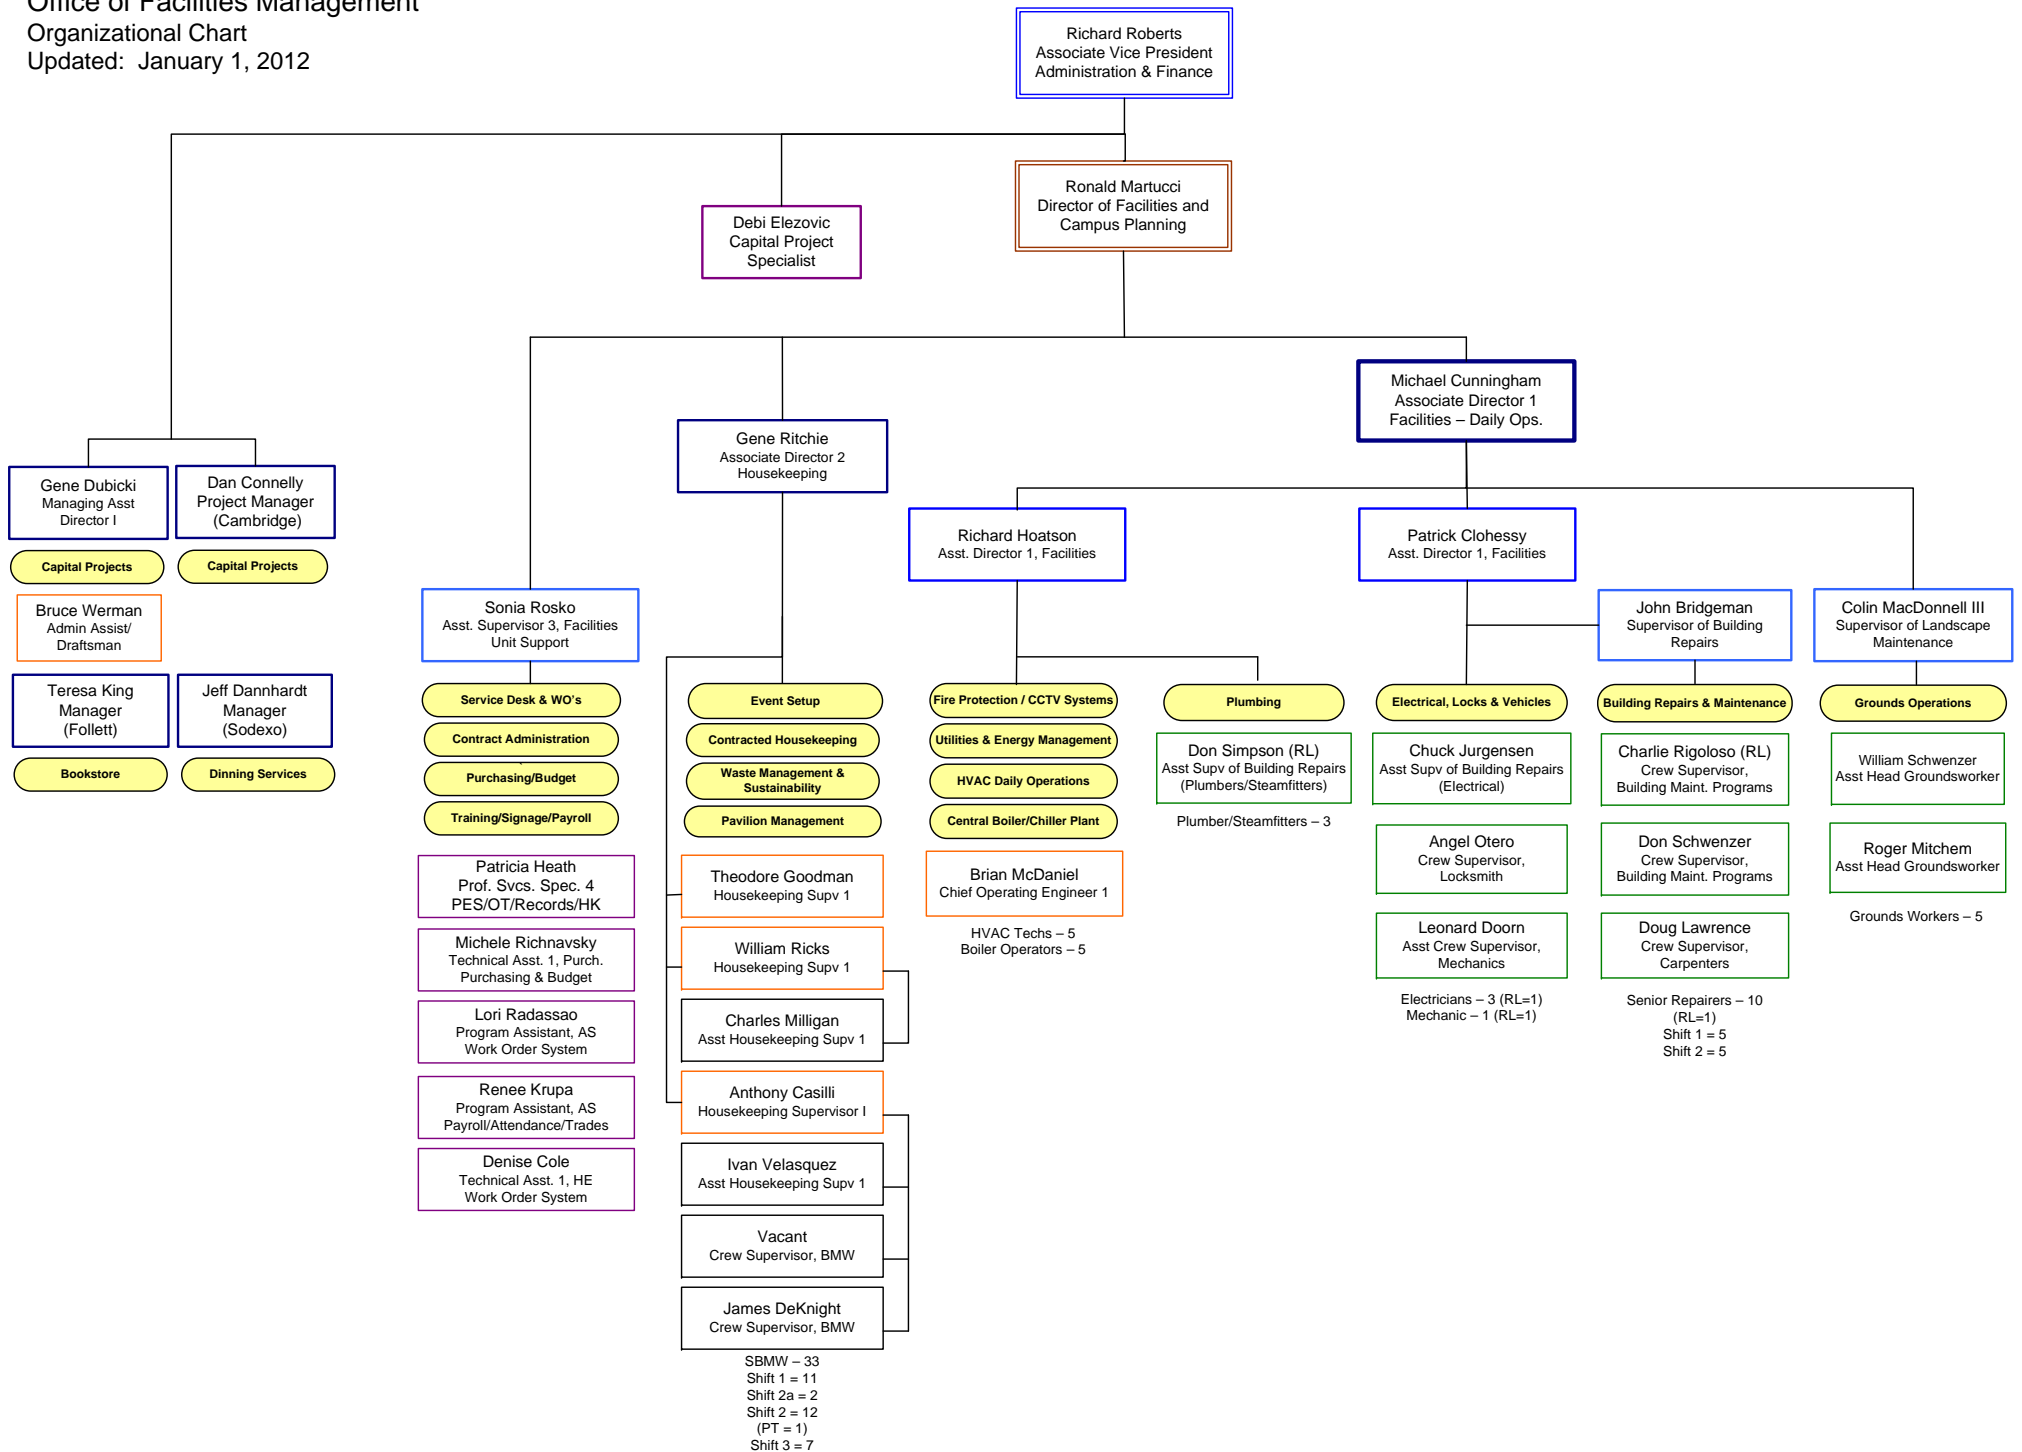 Office of Facilities Management
Organizational Chart
Updated:  January 1, 2012
Richard Roberts
Associate Vice President
Administration & Finance
Ronald Martucci
Director of Facilities and
Campus Planning
Debi Elezovic
Capital Project
Specialist
Michael Cunningham
Associate Director 1
Facilities – Daily Ops.
Gene Ritchie
Associate Director 2
Housekeeping
Gene Dubicki
Managing Asst
Director I
Dan Connelly
Project Manager
(Cambridge)
Capital Projects
Capital Projects
Bruce Werman
Admin Assist/
Draftsman
Teresa King
Manager
(Follett)
Jeff Dannhardt
Manager
(Sodexo)
Bookstore
Dinning Services
Richard Hoatson
Asst. Director 1, Facilities
Patrick Clohessy
Asst. Director 1, Facilities
Sonia Rosko
Asst. Supervisor 3, Facilities
Unit Support
John Bridgeman
Supervisor of Building
Repairs
Colin MacDonnell III
Supervisor of Landscape
Maintenance
Service Desk & WO's
Contract Administration
Purchasing/Budget
Training/Signage/Payroll
Patricia Heath
Prof. Svcs. Spec. 4
PES/OT/Records/HK
Michele Richnavsky
Technical Asst. 1, Purch.
Purchasing & Budget
Lori Radassao
Program Assistant, AS
Work Order System
Renee Krupa
Program Assistant, AS
Payroll/Attendance/Trades
Denise Cole
Technical Asst. 1, HE
Work Order System
Event Setup
Contracted Housekeeping
Waste Management &
Sustainability
Pavilion Management
Theodore Goodman
Housekeeping Supv 1
William Ricks
Housekeeping Supv 1
Charles Milligan
Asst Housekeeping Supv 1
Anthony Casilli
Housekeeping Supervisor I
Ivan Velasquez
Asst Housekeeping Supv 1
Vacant
Crew Supervisor, BMW
James DeKnight
Crew Supervisor, BMW
SBMW – 33
Shift 1 = 11
Shift 2a = 2
Shift 2 = 12
(PT = 1)
Shift 3 = 7
Fire Protection / CCTV Systems
Utilities & Energy Management
HVAC Daily Operations
Central Boiler/Chiller Plant
Brian McDaniel
Chief Operating Engineer 1
HVAC Techs – 5
Boiler Operators – 5
Plumbing
Don Simpson (RL)
Asst Supv of Building Repairs
(Plumbers/Steamfitters)
Plumber/Steamfitters – 3
Electrical, Locks & Vehicles
Chuck Jurgensen
Asst Supv of Building Repairs
(Electrical)
Angel Otero
Crew Supervisor,
Locksmith
Leonard Doorn
Asst Crew Supervisor,
Mechanics
Electricians – 3 (RL=1)
Mechanic – 1 (RL=1)
Building Repairs & Maintenance
Charlie Rigoloso (RL)
Crew Supervisor,
Building Maint. Programs
Don Schwenzer
Crew Supervisor,
Building Maint. Programs
Doug Lawrence
Crew Supervisor,
Carpenters
Senior Repairers – 10
(RL=1)
Shift 1 = 5
Shift 2 = 5
Grounds Operations
William Schwenzer
Asst Head Groundsworker
Roger Mitchem
Asst Head Groundsworker
Grounds Workers – 5